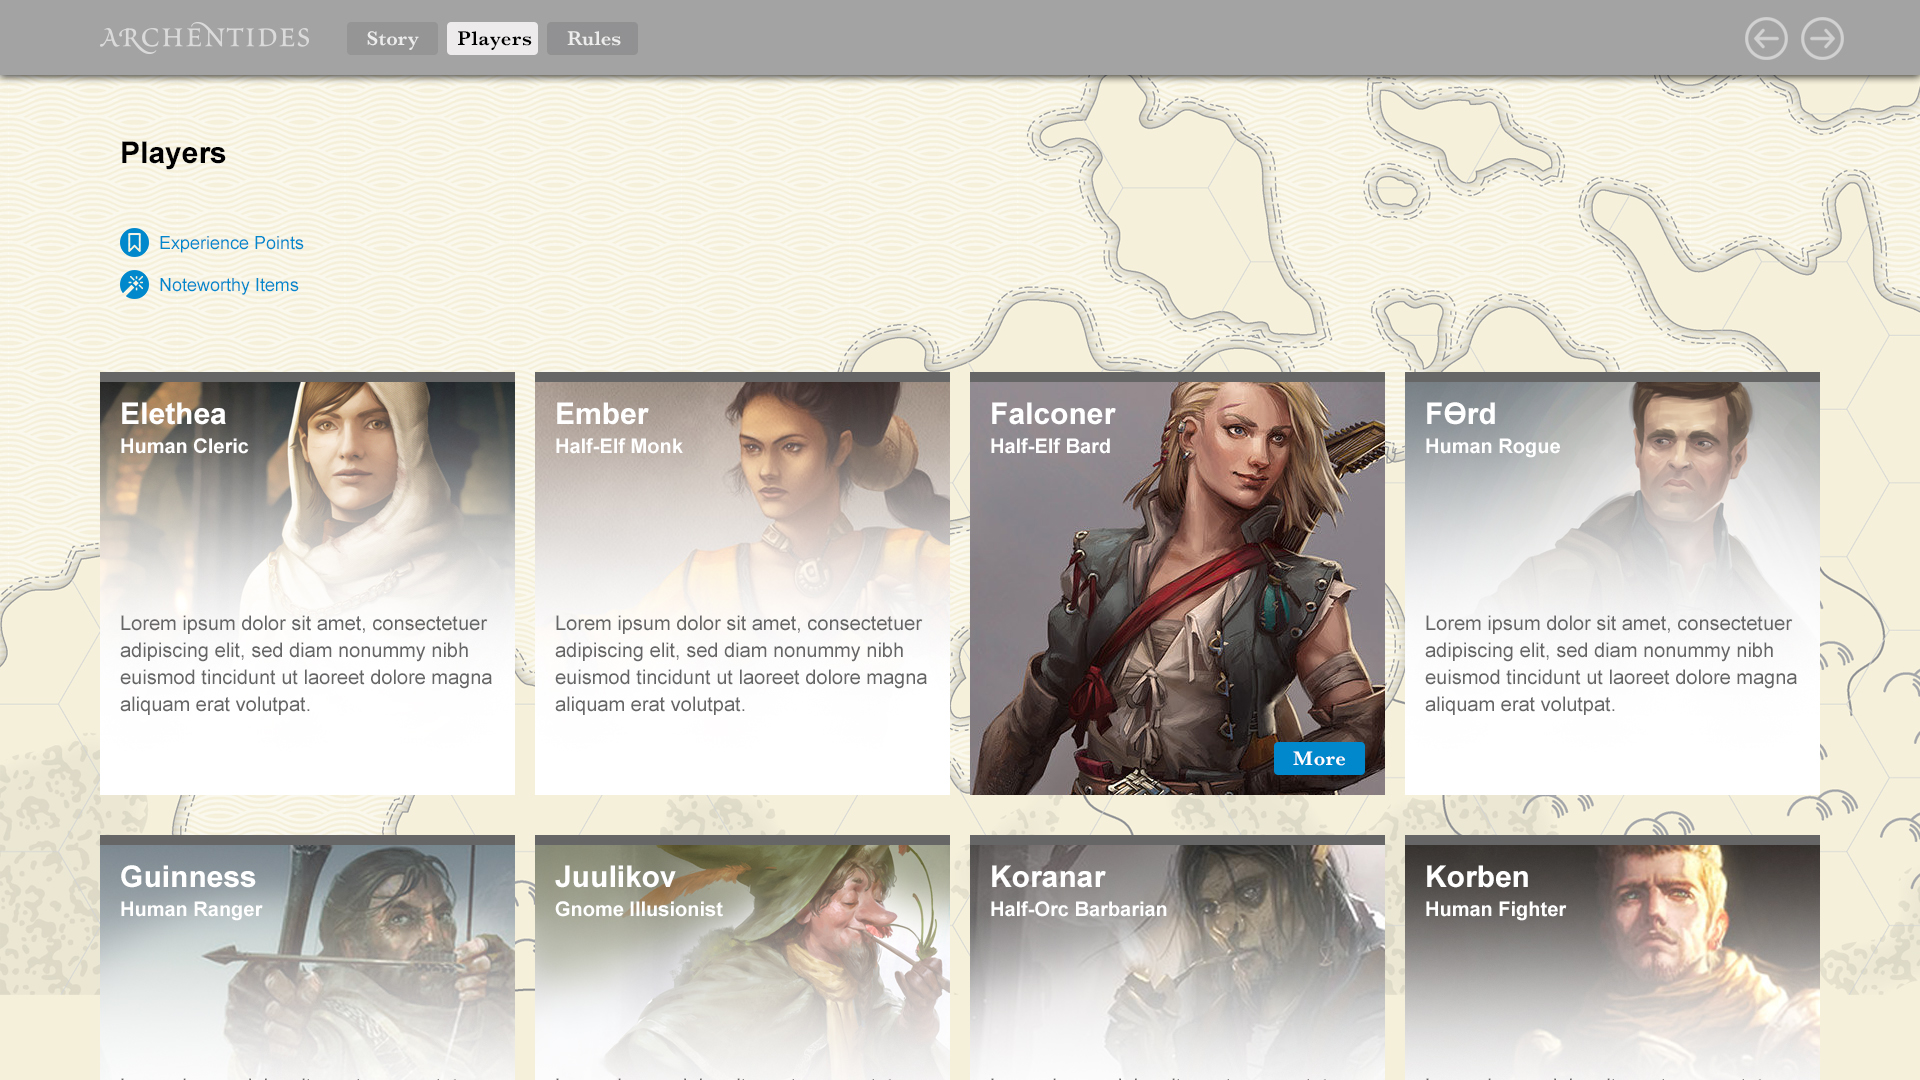 ARCHENTIDES
Story
Players
Rules
Players
Experience Points
Noteworthy Items
Elethea
Human Cleric
Lorem ipsum dolor sit amet, consectetuer
adipiscing elit, sed diam nonummy nibh
euismod tincidunt ut laoreet dolore magna
aliquam erat volutpat.
Ember
Half-Elf Monk
Lorem ipsum dolor sit amet, consectetuer
adipiscing elit, sed diam nonummy nibh
euismod tincidunt ut laoreet dolore magna
aliquam erat volutpat.
Falconer
Half-Elf Bard
More
FƟrd
Human Rogue
Lorem ipsum dolor sit amet, consectetuer
adipiscing elit, sed diam nonummy nibh
euismod tincidunt ut laoreet dolore magna
aliquam erat volutpat.
Guinness
Human Ranger
Juulikov
Gnome Illusionist
Koranar
Half-Orc Barbarian
Korben
Human Fighter